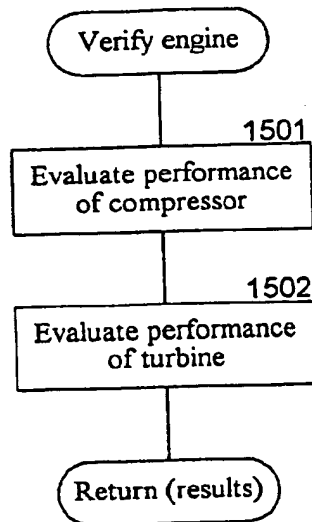 Verify engine
1501
Evaluate performance
of compressor
1502
Evaluate performance
of turbine
Return (results)